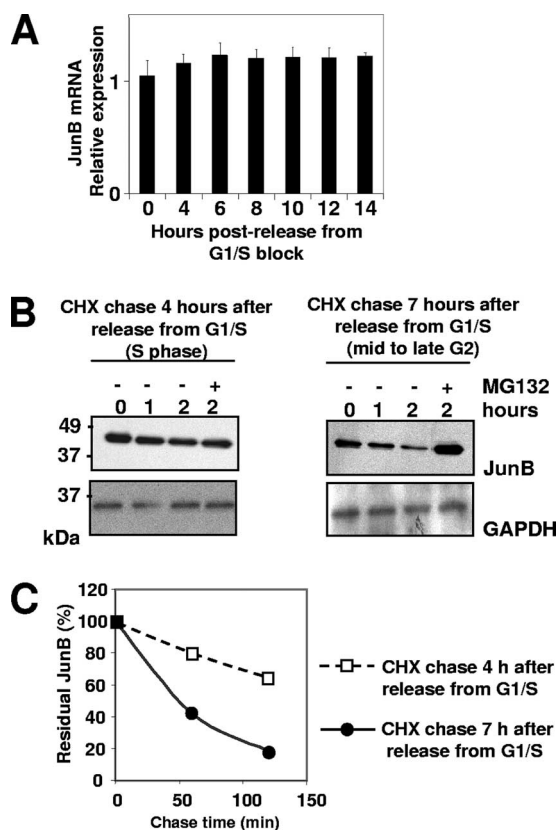 A
JunB mRNA
Relative expression
1
0
0 4 6 8 10 12 14
Hours post-release from
G1/S block
B
CHX chase 4 hours after
release from G1/S
(S phase)
CHX chase 7 hours after
release from G1/S
(mid to late G2)
- - - +
0 1 2 2
- - - + MG132
0 1 2 2 hours
49
37
JunB
37
GAPDH
kDa
C
Residual JunB (%)
120
100
80
60
40
20
0
0 50 100 150
Chase time (min)
CHX chase 4 h after
release from G1/S
CHX chase 7 h after
release from G1/S